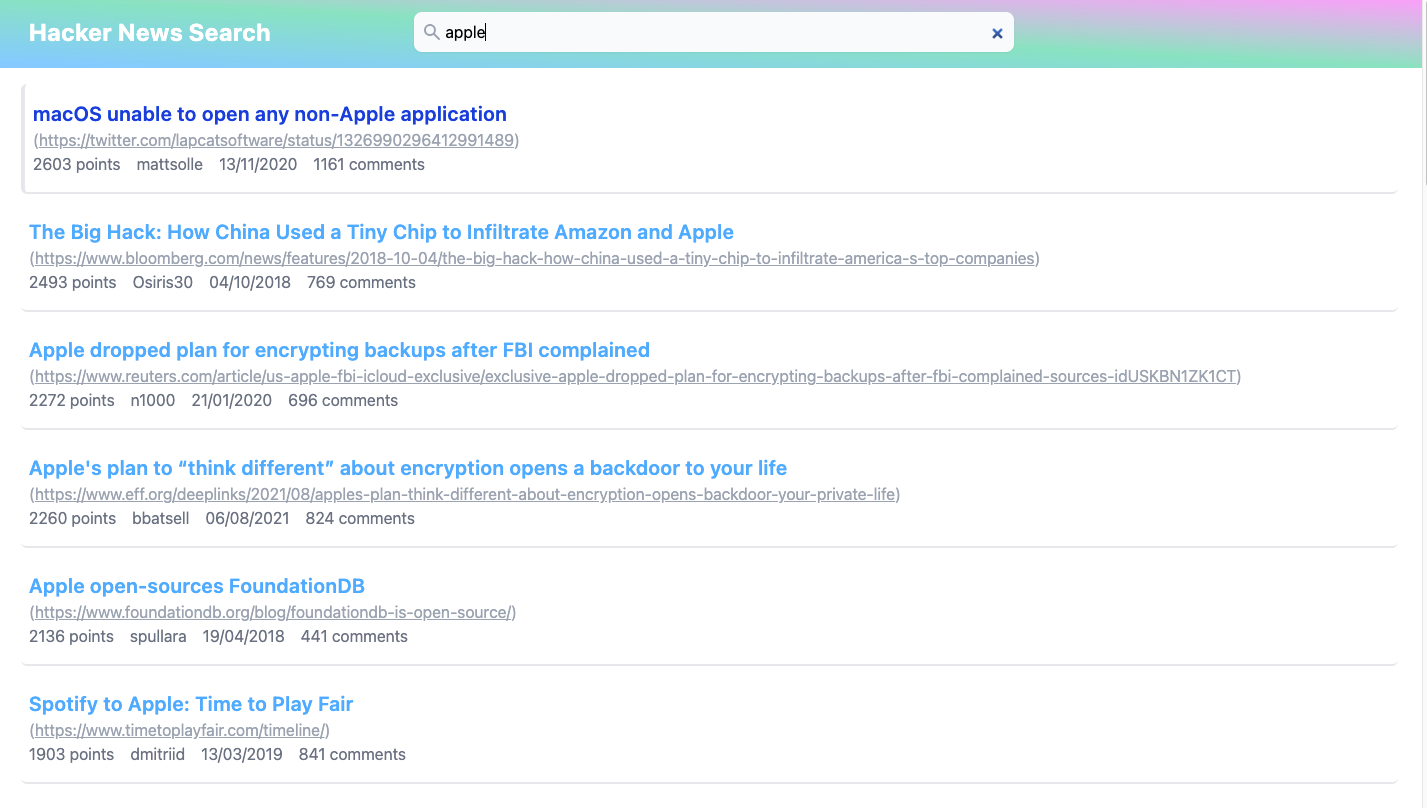 Hacker News Search
apple
macOS unable to open any non-Apple application
(https://twitter.com/lapcatsoftware/status/1326990296412991489)
2603 points mattsolle 13/11/2020 1161 comments
The Big Hack: How China Used a Tiny Chip to Infiltrate Amazon and Apple
(https://www.bloomberg.com/news/features/2018-10-04/the-big-hack-how-china-used-a-tiny-chip-to-infiltrate-america-s-top-companies)
2493 points Osiris30 04/10/2018 769 comments
Apple dropped plan for encrypting backups after FBI complained
(https://www.reuters.com/article/us-apple-fbi-icloud-exclusive/exclusive-apple-dropped-plan-for-encrypting-backups-after-fbi-complained-sources-idUSKBN1ZK1CT)
2272 points n1000 21/01/2020 696 comments
Apple's plan to “think different” about encryption opens a backdoor to your life
(https://www.eff.org/deeplinks/2021/08/apples-plan-think-different-about-encryption-opens-backdoor-your-private-life)
2260 points bbatsell 06/08/2021 824 comments
Apple open-sources FoundationDB
(https://www.foundationdb.org/blog/foundationdb-is-open-source/)
2136 points spullara 19/04/2018 441 comments
Spotify to Apple: Time to Play Fair
(https://www.timetoplayfair.com/timeline/)
1903 points dmitriid 13/03/2019 841 comments